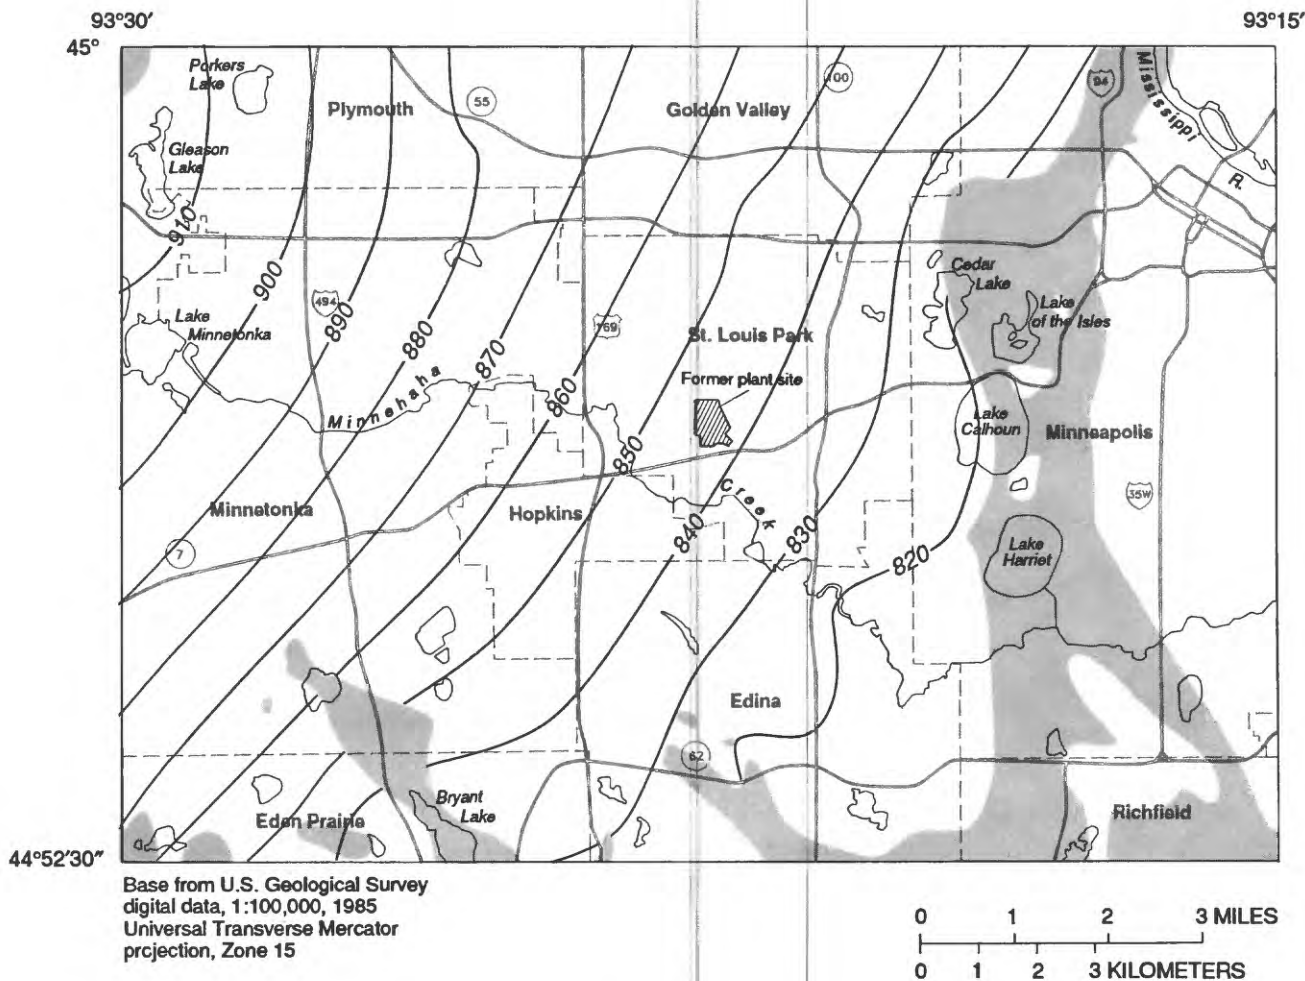 93°30′
93°15′
45°
Parkers
Lake
Plymouth
55
Golden Valley
100
94
Mississippi
R.
Gleason
Lake
910
900
494
890
880
870
860
850
840
830
820
Lake
Minnetonka
169
St. Louis Park
Former plant site
Cedar
Lake
Lake
of the Isles
Minnehaha
Creek
Lake
Calhoun
Minneapolis
35W
Minnetonka
Hopkins
7
Lake
Harriet
Edina
62
Bryant
Lake
Eden Prairie
Richfield
44°52′30″
Base from U.S. Geological Survey
digital data, 1:100,000, 1985
Universal Transverse Mercator
projection, Zone 15
0 1 2 3 MILES
0 1 2 3 KILOMETERS